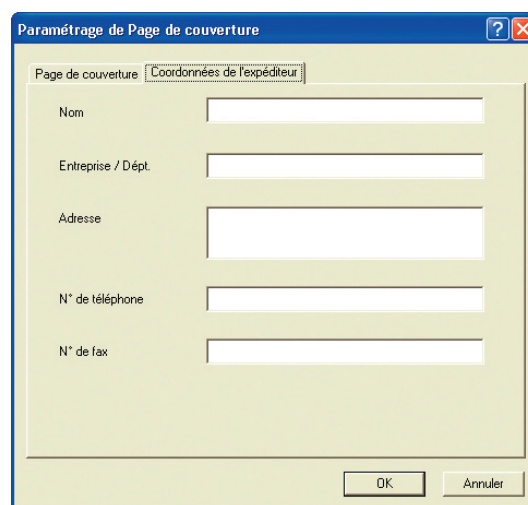 Paramétrage de Page de couverture
Page de couverture Coordonnées de l'expéditeur
Nom
Entreprise / Dépt.
Adresse
N° de téléphone
N° de fax
OK Annuler